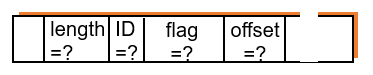 length ID flag offset
=? =? =? =?